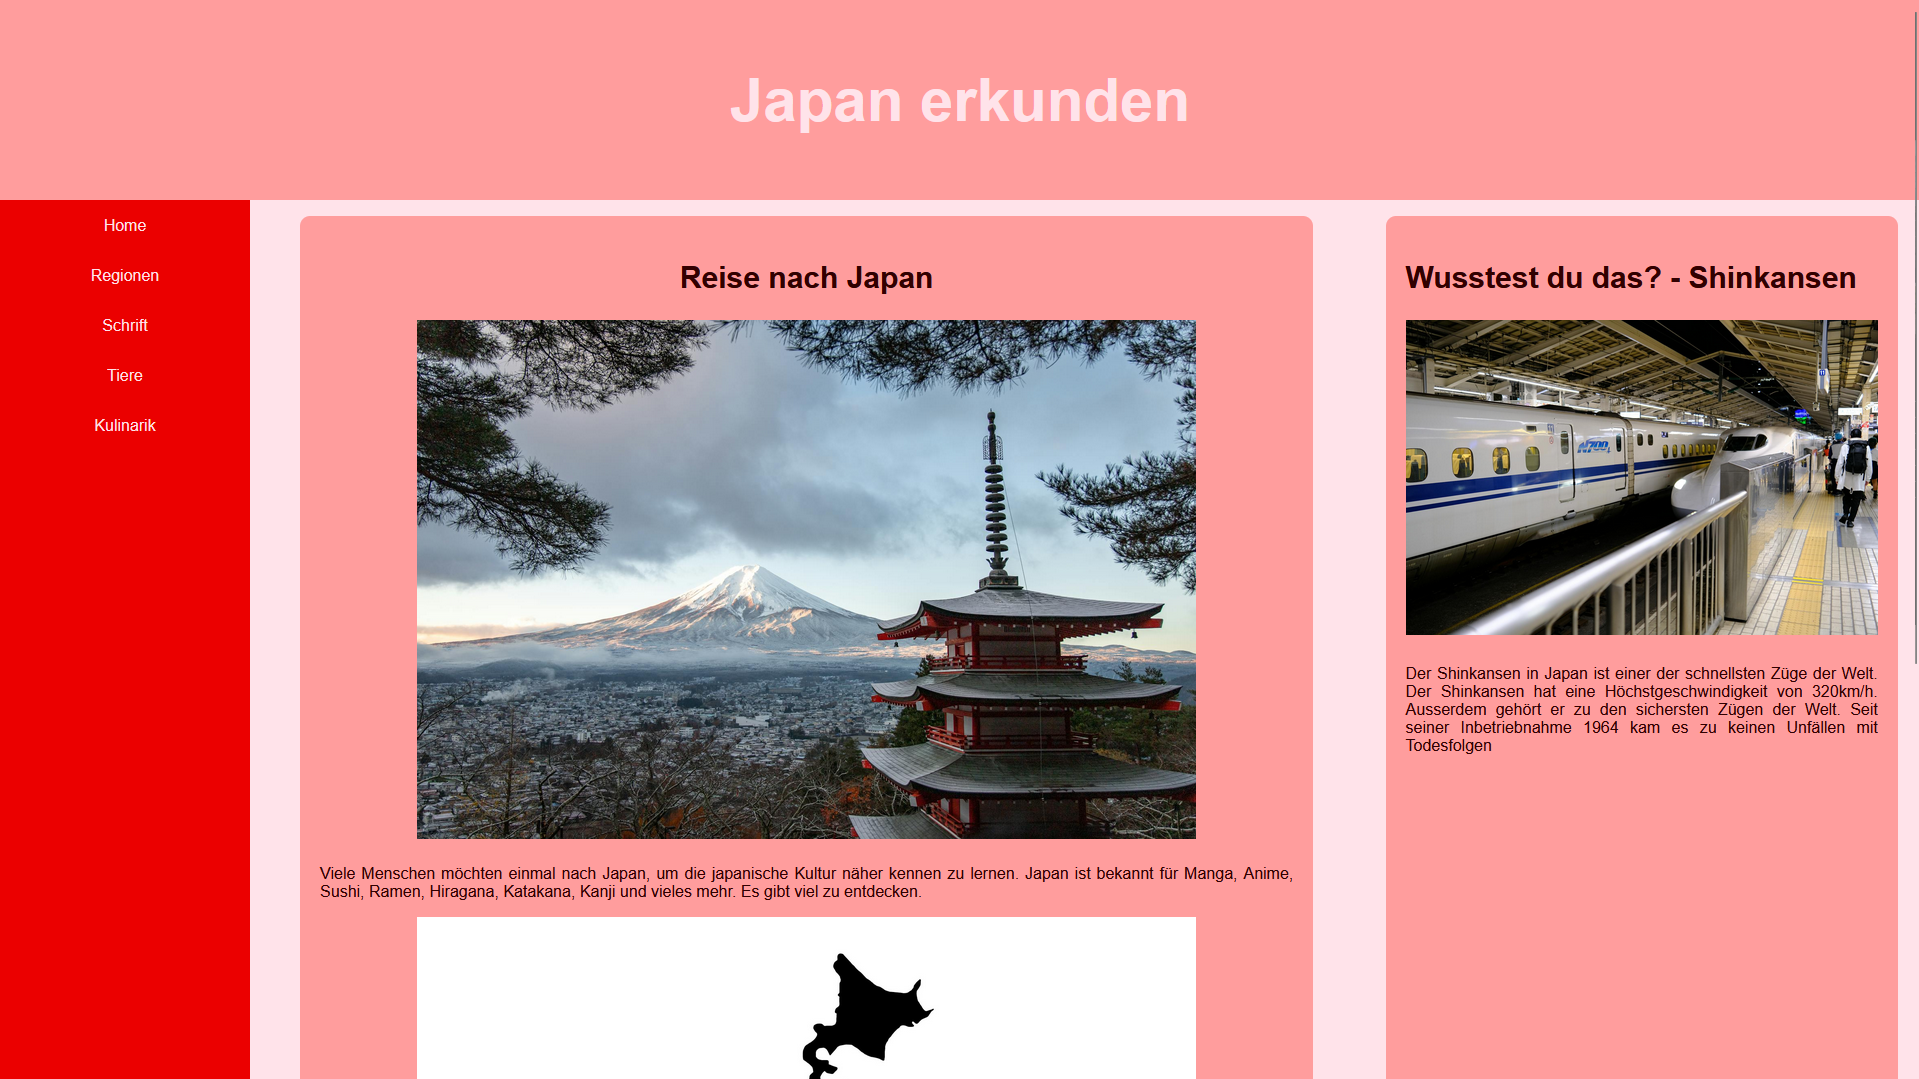 Japan erkunden
Home
Regionen
Schrift
Tiere
Kulinarik
Reise nach Japan
Viele Menschen möchten einmal nach Japan, um die japanische Kultur näher kennen zu lernen. Japan ist bekannt für Manga, Anime,
Sushi, Ramen, Hiragana, Katakana, Kanji und vieles mehr. Es gibt viel zu entdecken.
Wusstest du das? - Shinkansen
N700
Der Shinkansen in Japan ist einer der schnellsten Züge der Welt.
Der Shinkansen hat eine Höchstgeschwindigkeit von 320km/h.
Ausserdem gehört er zu den sichersten Zügen der Welt. Seit
seiner Inbetriebnahme 1964 kam es zu keinen Unfällen mit
Todesfolgen